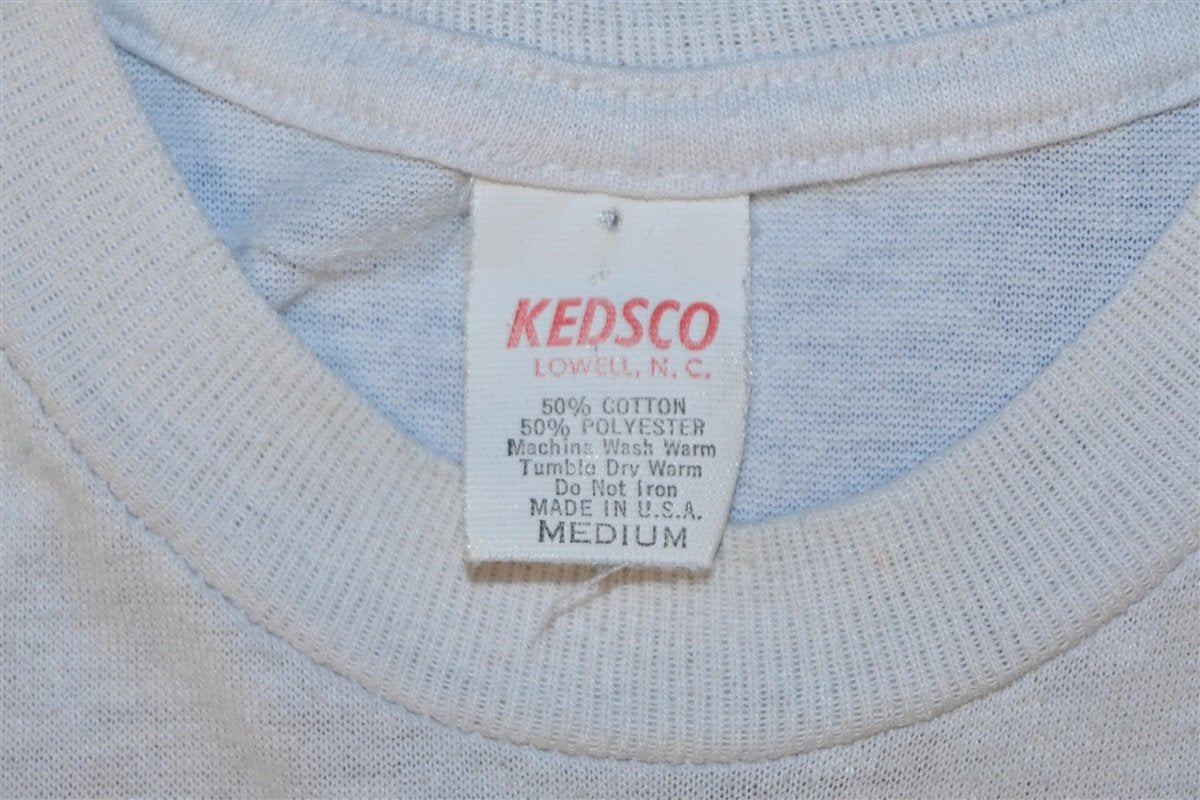 KEDSCO
LOWELL, N. C.
50% COTTON
50% POLYESTER
Machine Wash Warm
Tumble Dry Warm
Do Not Iron
MADE IN U.S.A.
MEDIUM